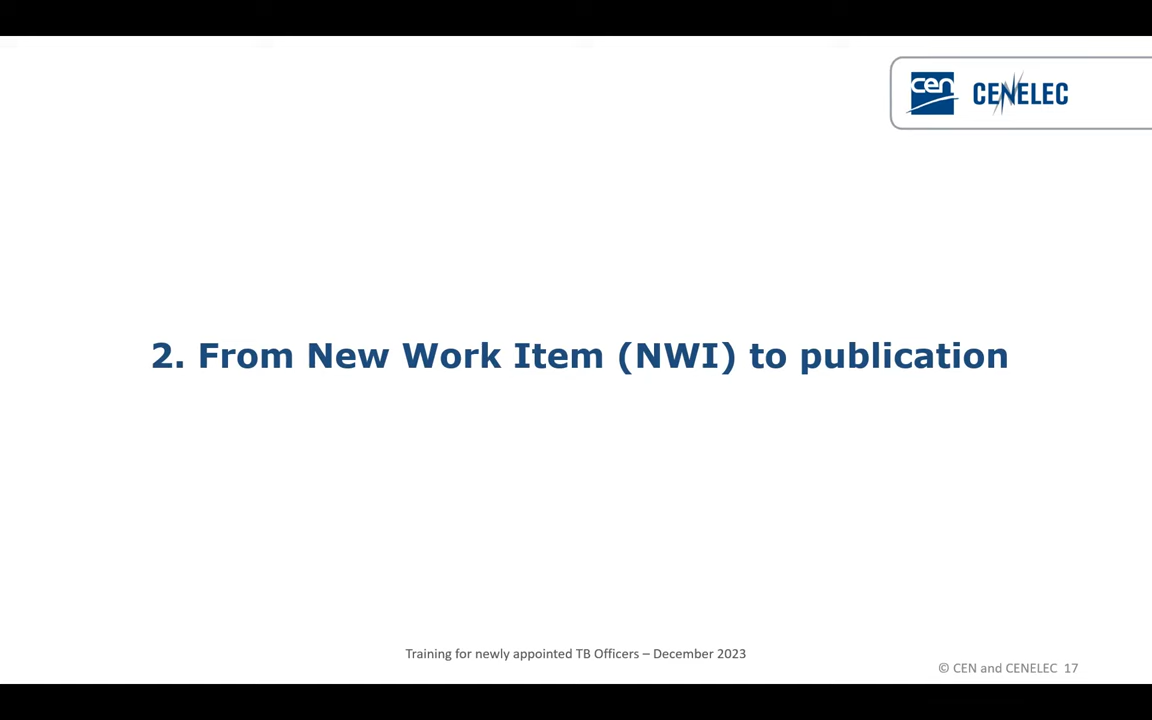 cen CENELEC
2. From New Work Item (NWI) to publication
Training for newly appointed TB Officers – December 2023
© CEN and CENELEC 17